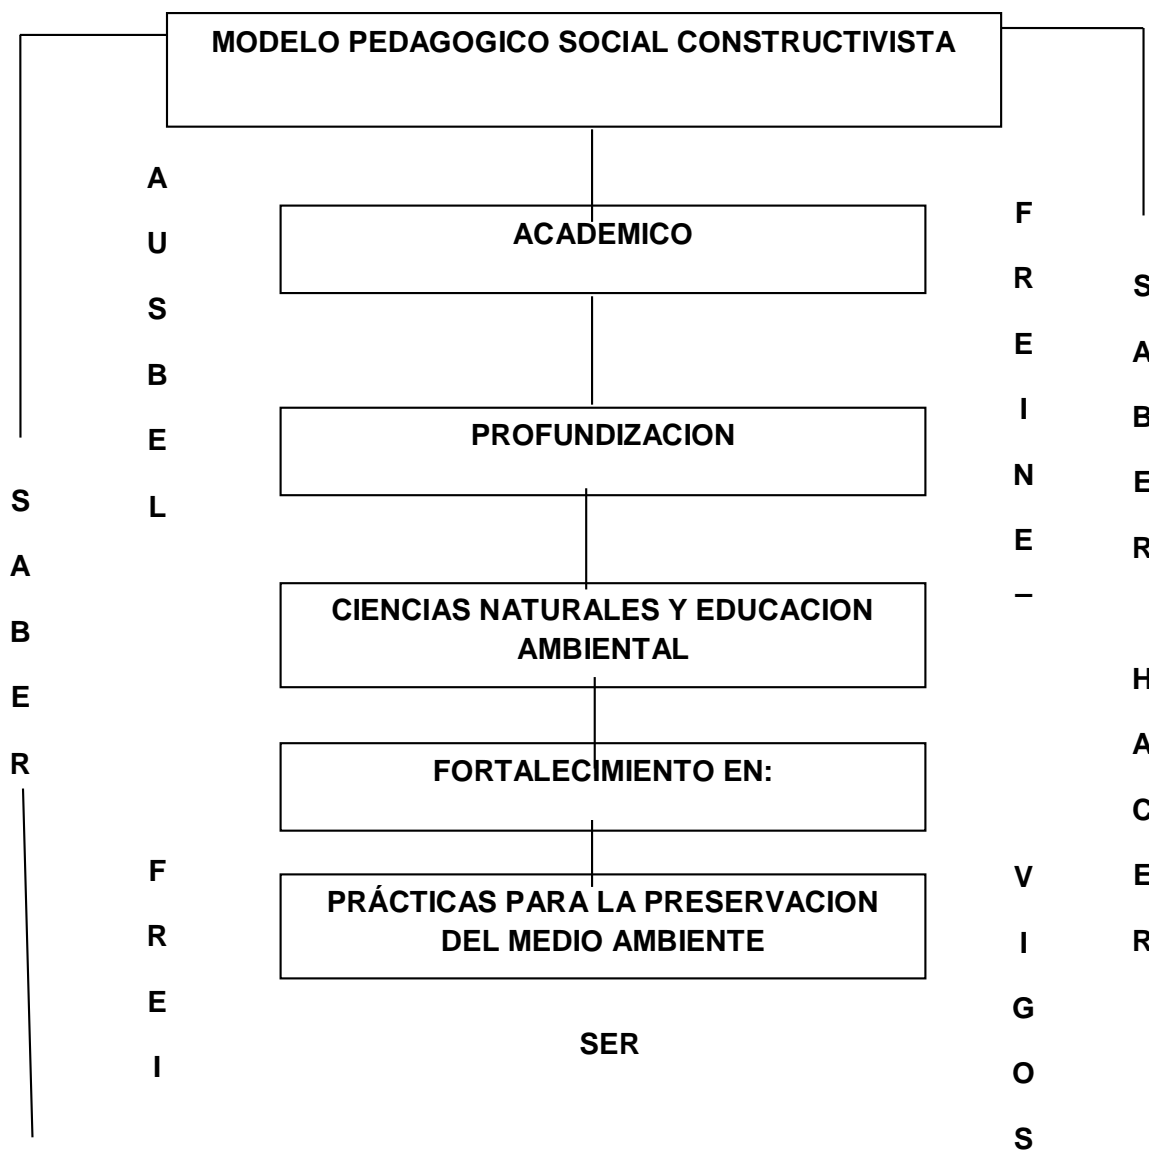 MODELO PEDAGOGICO SOCIAL CONSTRUCTIVISTA
ACADEMICO
PROFUNDIZACION
CIENCIAS NATURALES Y EDUCACION
AMBIENTAL
FORTALECIMIENTO EN:
PRÁCTICAS PARA LA PRESERVACION
DEL MEDIO AMBIENTE
SER
SABER
AUSBEL
FREI
FREINE–
VIGOS
SABER
HACER